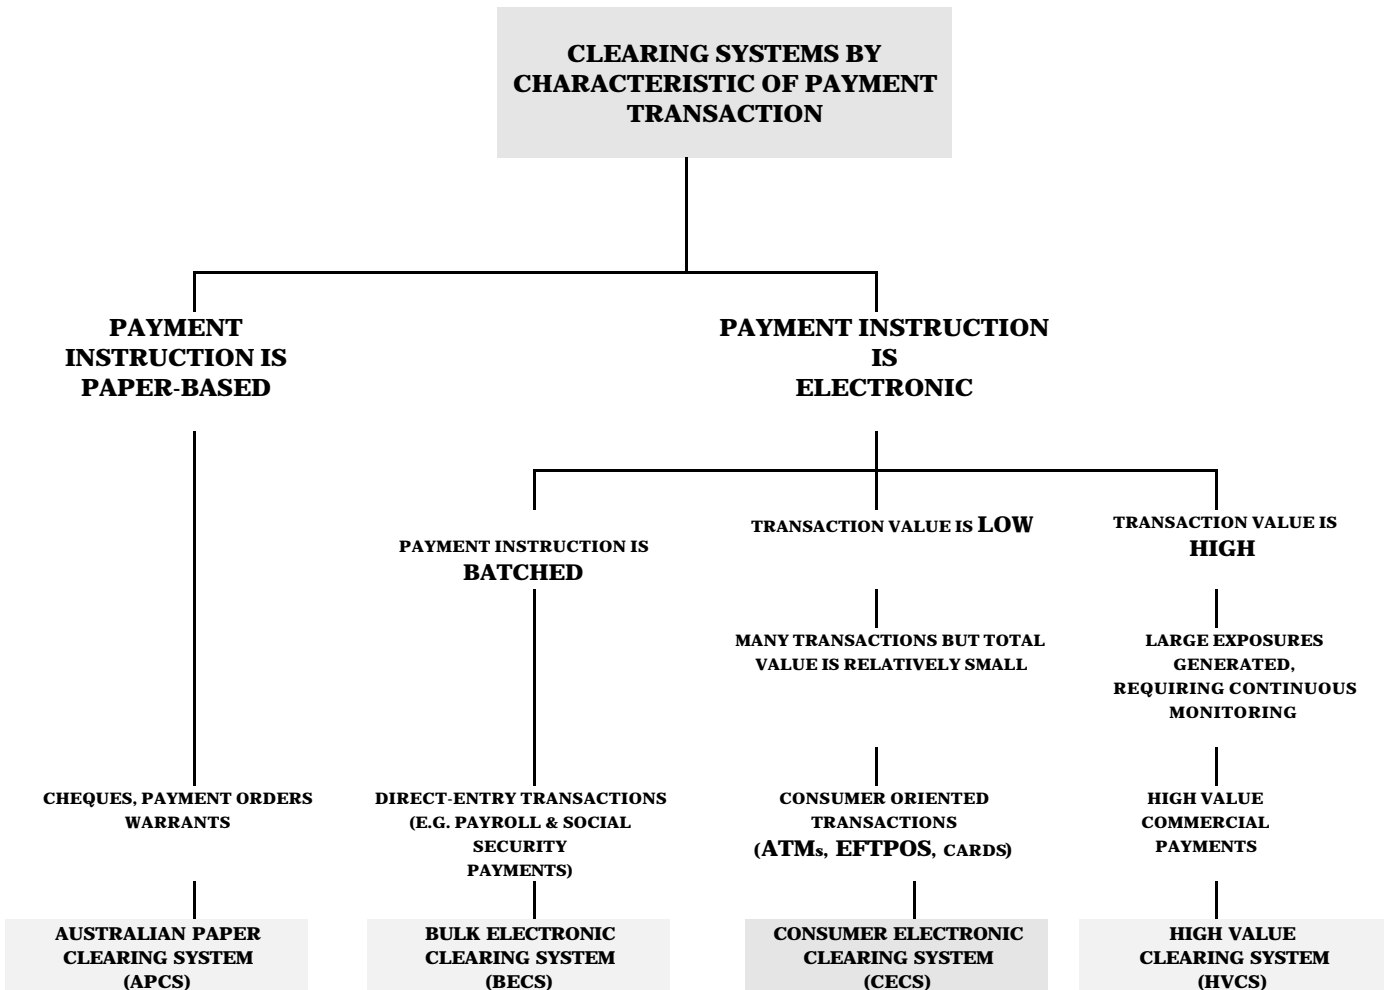 CLEARING SYSTEMS BY
CHARACTERISTIC OF PAYMENT
TRANSACTION
PAYMENT
INSTRUCTION IS
PAPER-BASED
PAYMENT INSTRUCTION
IS
ELECTRONIC
PAYMENT INSTRUCTION IS
BATCHED
TRANSACTION VALUE IS LOW
TRANSACTION VALUE IS
HIGH
MANY TRANSACTIONS BUT TOTAL
VALUE IS RELATIVELY SMALL
LARGE EXPOSURES
GENERATED,
REQUIRING CONTINUOUS
MONITORING
CHEQUES, PAYMENT ORDERS
WARRANTS
DIRECT-ENTRY TRANSACTIONS
(E.G. PAYROLL & SOCIAL
SECURITY
PAYMENTS)
CONSUMER ORIENTED
TRANSACTIONS
(ATMs, EFTPOS, CARDS)
HIGH VALUE
COMMERCIAL
PAYMENTS
AUSTRALIAN PAPER
CLEARING SYSTEM
(APCS)
BULK ELECTRONIC
CLEARING SYSTEM
(BECS)
CONSUMER ELECTRONIC
CLEARING SYSTEM
(CECS)
HIGH VALUE
CLEARING SYSTEM
(HVCS)